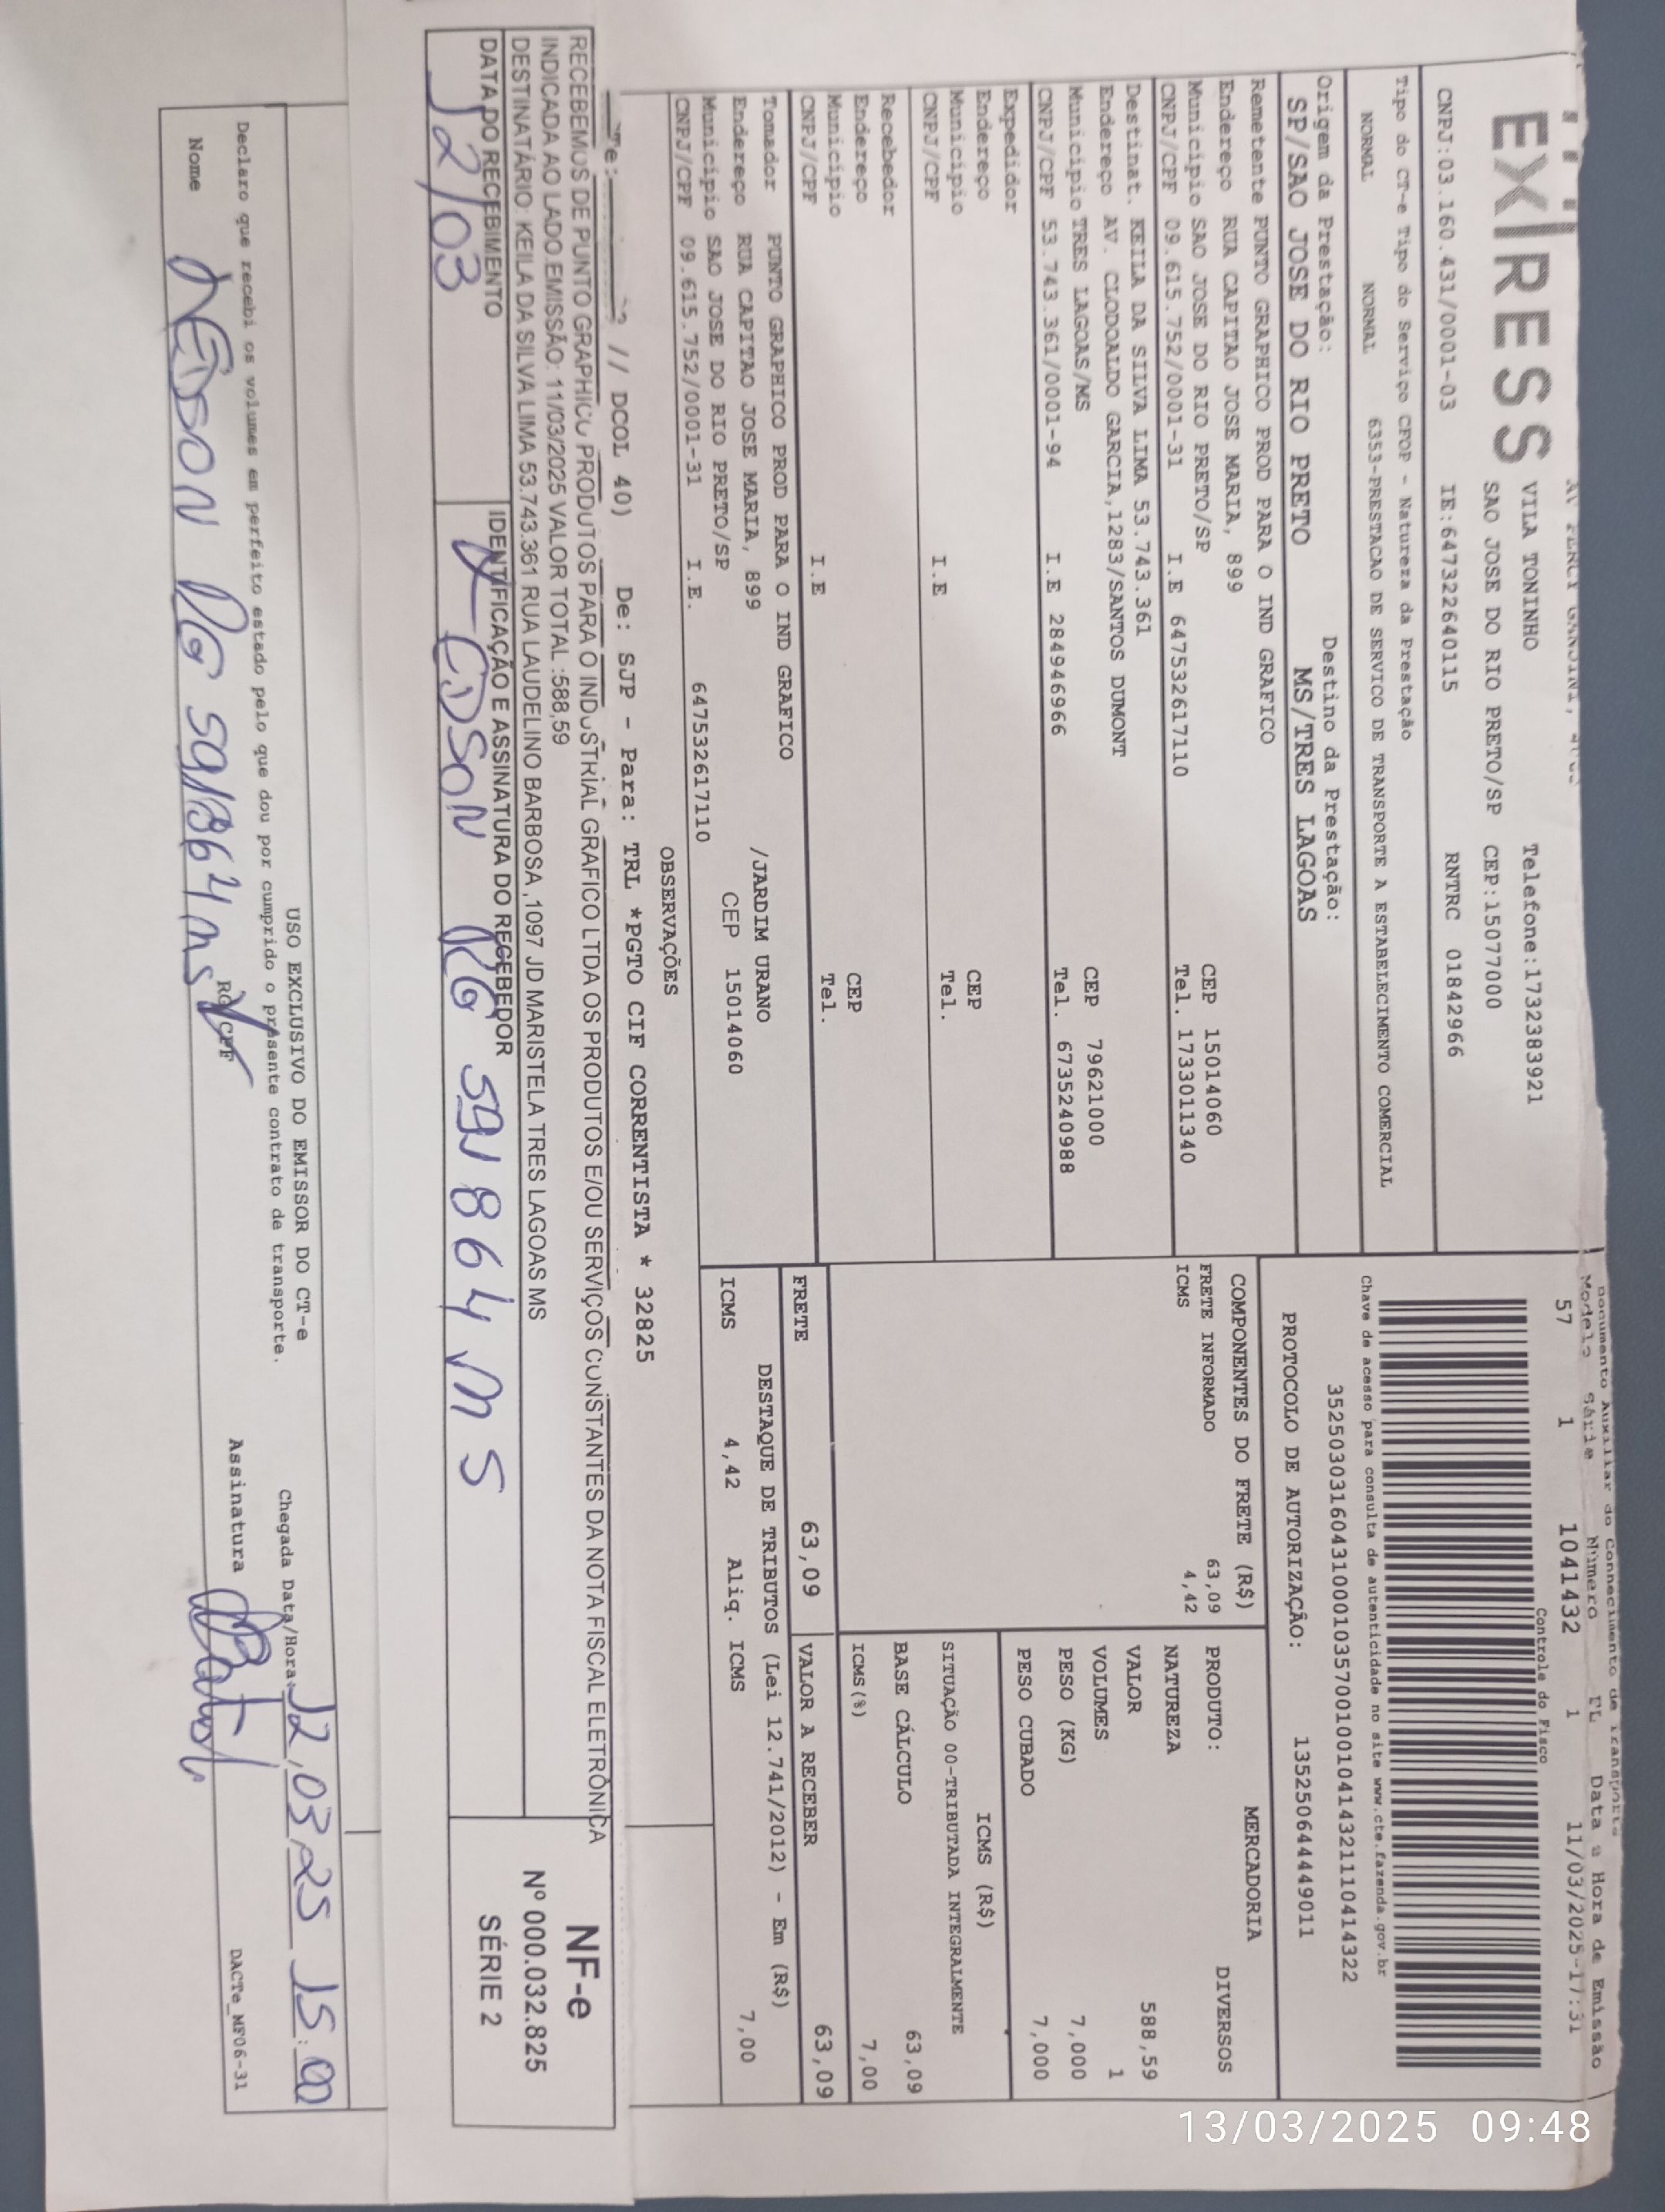 EXPRESS
VILA TONINHO Telefone:1732383921
SAO JOSE DO RIO PRETO/SP CEP:15077000
CNPJ:03.160.431/0001-03 IE:647322640115 RNTRC 01842966
Tipo do CT-e Tipo do Serviço CFOP - Natureza da Prestação
NORMAL NORMAL 6353-PRESTACAO DE SERVICO DE TRANSPORTE A ESTABELECIMENTO COMERCIAL
Origem da Prestação: Destino da Prestação:
SP/SAO JOSE DO RIO PRETO MS/TRES LAGOAS
Documento Auxiliar do Conhecimento de Transporte
Modelo Série Número FL Data e Hora de Emissão
57 1 1041432 1 11/03/2025-17:31
Controle do Fisco
Chave de acesso para consulta de autenticidade no site www.cte.fazenda.gov.br
35250303160431000103570010010414321110414322
PROTOCOLO DE AUTORIZAÇÃO: 135250644449011
Remetente PUNTO GRAPHICO PROD PARA O IND GRAFICO
Endereço RUA CAPITAO JOSE MARIA, 899 CEP 15014060
Município SAO JOSE DO RIO PRETO/SP Tel. 1733011340
CNPJ/CPF 09.615.752/0001-31 I.E 647532617110
Destinat. KEILA DA SILVA LIMA 53.743.361
Endereço AV. CLODOALDO GARCIA,1283/SANTOS DUMONT CEP 79621000
Municipio TRES LAGOAS/MS Tel. 6735240988
CNPJ/CPF 53.743.361/0001-94 I.E 284946966
Expedidor
Endereço CEP
Municipio Tel.
CNPJ/CPF I.E
Recebedor
Endereço CEP
Municipio Tel.
CNPJ/CPF I.E
Tomador PUNTO GRAPHICO PROD PARA O IND GRAFICO
Endereço RUA CAPITAO JOSE MARIA, 899 /JARDIM URANO
Município SAO JOSE DO RIO PRETO/SP CEP 15014060
CNPJ/CPF 09.615.752/0001-31 I.E. 647532617110
COMPONENTES DO FRETE (R$)
FRETE INFORMADO 63,09
ICMS 4,42
MERCADORIA
PRODUTO: DIVERSOS
NATUREZA
VALOR 588,59
VOLUMES 1
PESO (KG) 7,000
PESO CUBADO 7,000
ICMS (R$)
SITUAÇÃO 00-TRIBUTADA INTEGRALMENTE
BASE CÁLCULO 63,09
ICMS(%) 7,00
FRETE 63,09 VALOR A RECEBER 63,09
DESTAQUE DE TRIBUTOS (Lei 12.741/2012) - Em (R$)
ICMS 4,42 Aliq. ICMS 7,00
OBSERVAÇÕES
// DCOL 40) De: SJP - Para: TRL *PGTO CIF CORRENTISTA * 32825
RECEBEMOS DE PUNTO GRAPHICO PRODUTOS PARA O INDUSTRIAL GRAFICO LTDA OS PRODUTOS E/OU SERVIÇOS CONSTANTES DA NOTA FISCAL ELETRÔNICA
INDICADA AO LADO.EMISSÃO: 11/03/2025 VALOR TOTAL :588,59
DESTINATÁRIO: KEILA DA SILVA LIMA 53.743.361 RUA LAUDELINO BARBOSA ,1097 JD MARISTELA TRES LAGOAS MS
DATA DO RECEBIMENTO IDENTIFICAÇÃO E ASSINATURA DO RECEBEDOR
12/03 EDSON RG 591864 MS
NF-e
Nº 000.032.825
SÉRIE 2
USO EXCLUSIVO DO EMISSOR DO CT-e
Declaro que recebi os volumes em perfeito estado pelo que dou por cumprido o presente contrato de transporte.
Chegada Data/Hora: 12,03,25 15:00
Nome EDSON RG 591864 ms RG/CPF Assinatura
DACTe_MF06-31
13/03/2025 09:48